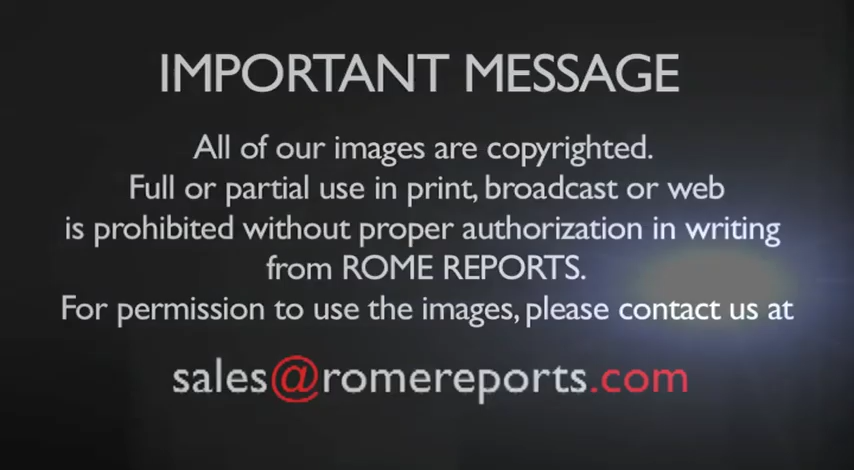 IMPORTANT MESSAGE
All of our images are copyrighted.
Full or partial use in print, broadcast or web
is prohibited without proper authorization in writing
from ROME REPORTS.
For permission to use the images, please contact us at
sales@romereports.com